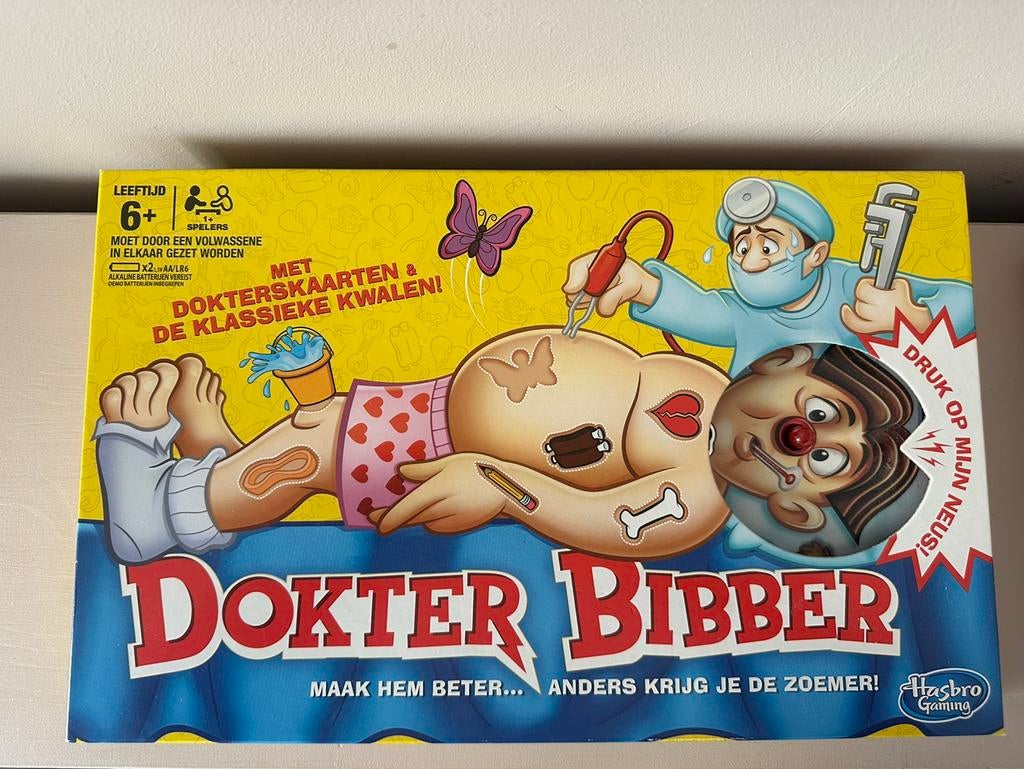 LEEFTIJD
6+
1+
SPELERS
MOET DOOR EEN VOLWASSENE
IN ELKAAR GEZET WORDEN
x2 1,5V AA/LR6
ALKALINE BATTERIJEN VEREIST
DEMO BATTERIJEN INBEGREPEN
MET
DOKTERSKAARTEN &
DE KLASSIEKE KWALEN!
DRUK OP MIJN NEUS!
DOKTER BIBBER
MAAK HEM BETER... ANDERS KRIJG JE DE ZOEMER!
Hasbro
Gaming